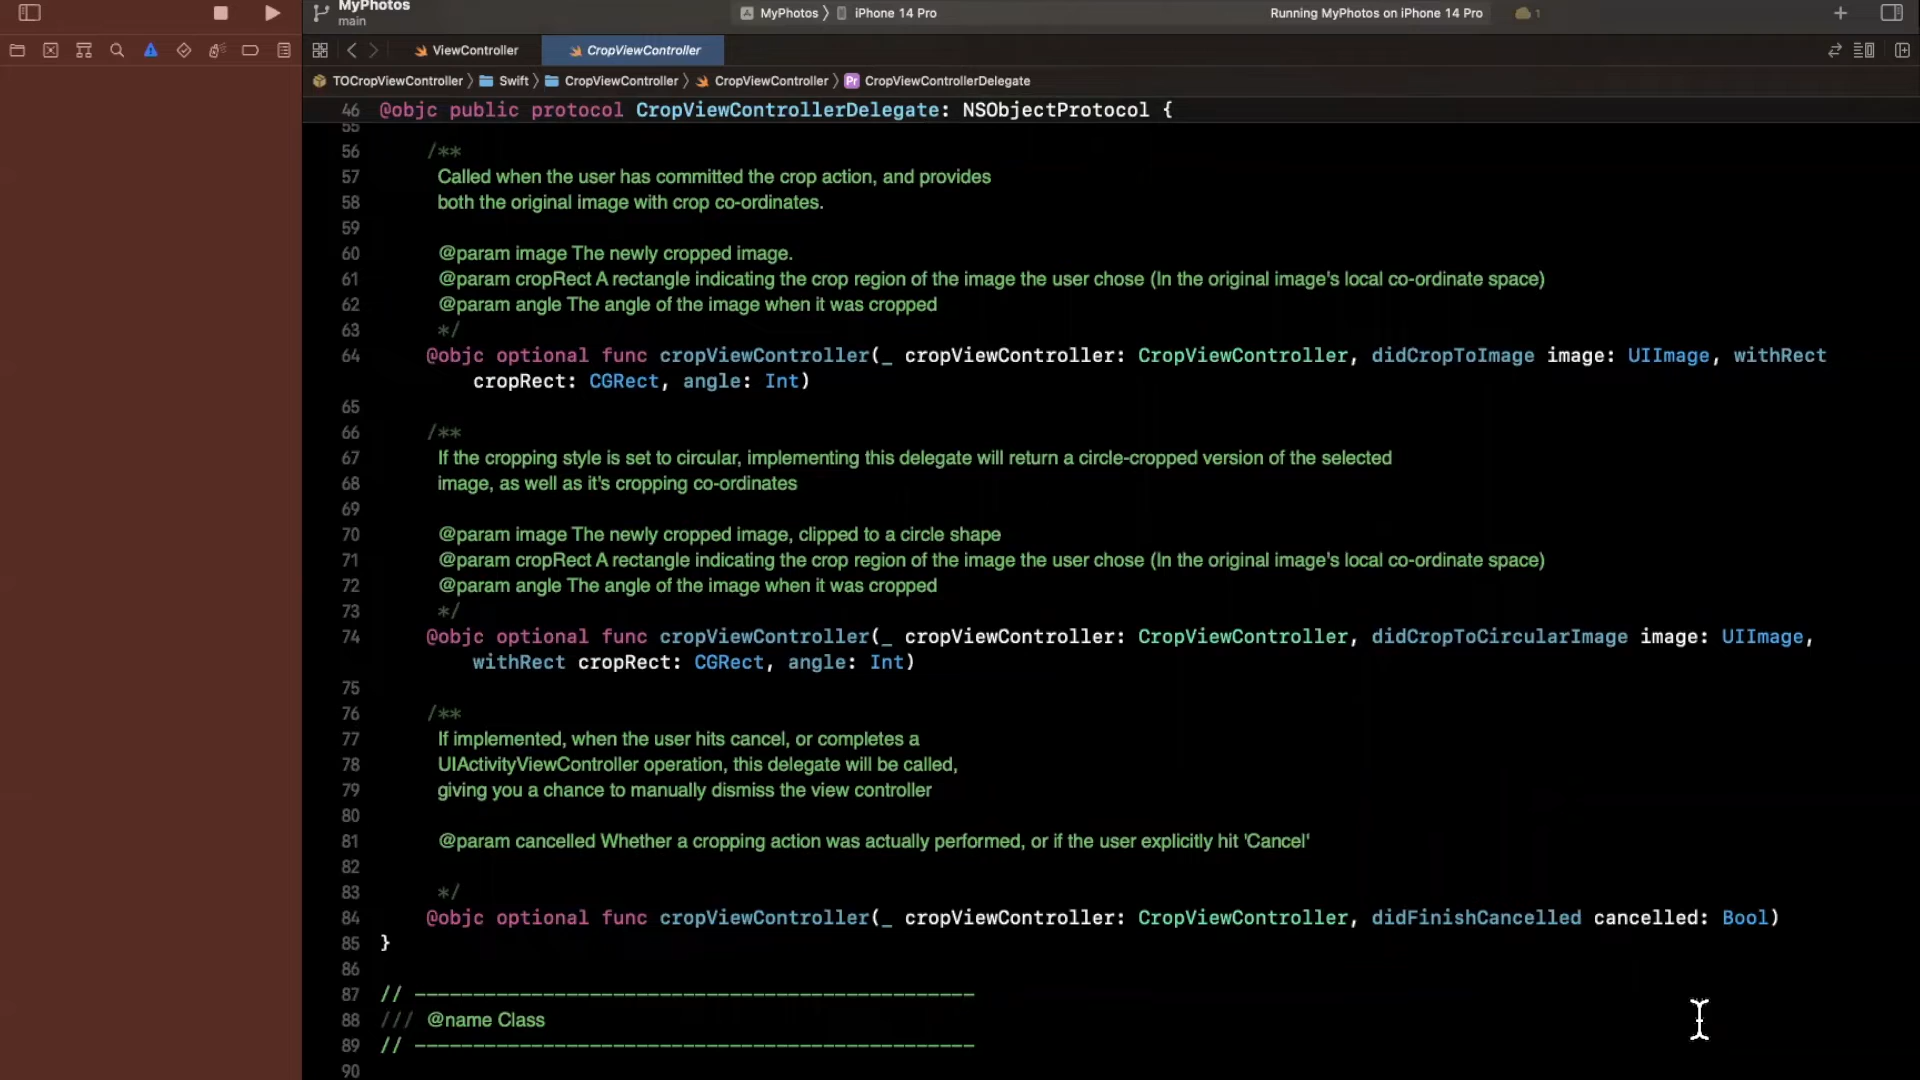 MyPhotos
main
MyPhotos 〉 iPhone 14 Pro
Running MyPhotos on iPhone 14 Pro
1
ViewController
CropViewController
TOCropViewController 〉 Swift 〉 CropViewController 〉 CropViewController 〉 Pr CropViewControllerDelegate
46 @objc public protocol CropViewControllerDelegate: NSObjectProtocol {
55
56 /**
57 Called when the user has committed the crop action, and provides
58 both the original image with crop co-ordinates.
59
60 @param image The newly cropped image.
61 @param cropRect A rectangle indicating the crop region of the image the user chose (In the original image's local co-ordinate space)
62 @param angle The angle of the image when it was cropped
63 */
64 @objc optional func cropViewController(_ cropViewController: CropViewController, didCropToImage image: UIImage, withRect
cropRect: CGRect, angle: Int)
65
66 /**
67 If the cropping style is set to circular, implementing this delegate will return a circle-cropped version of the selected
68 image, as well as it's cropping co-ordinates
69
70 @param image The newly cropped image, clipped to a circle shape
71 @param cropRect A rectangle indicating the crop region of the image the user chose (In the original image's local co-ordinate space)
72 @param angle The angle of the image when it was cropped
73 */
74 @objc optional func cropViewController(_ cropViewController: CropViewController, didCropToCircularImage image: UIImage,
withRect cropRect: CGRect, angle: Int)
75
76 /**
77 If implemented, when the user hits cancel, or completes a
78 UIActivityViewController operation, this delegate will be called,
79 giving you a chance to manually dismiss the view controller
80
81 @param cancelled Whether a cropping action was actually performed, or if the user explicitly hit 'Cancel'
82
83 */
84 @objc optional func cropViewController(_ cropViewController: CropViewController, didFinishCancelled cancelled: Bool)
85 }
86
87 // ------------------------------------------------
88 /// @name Class
89 // ------------------------------------------------
90